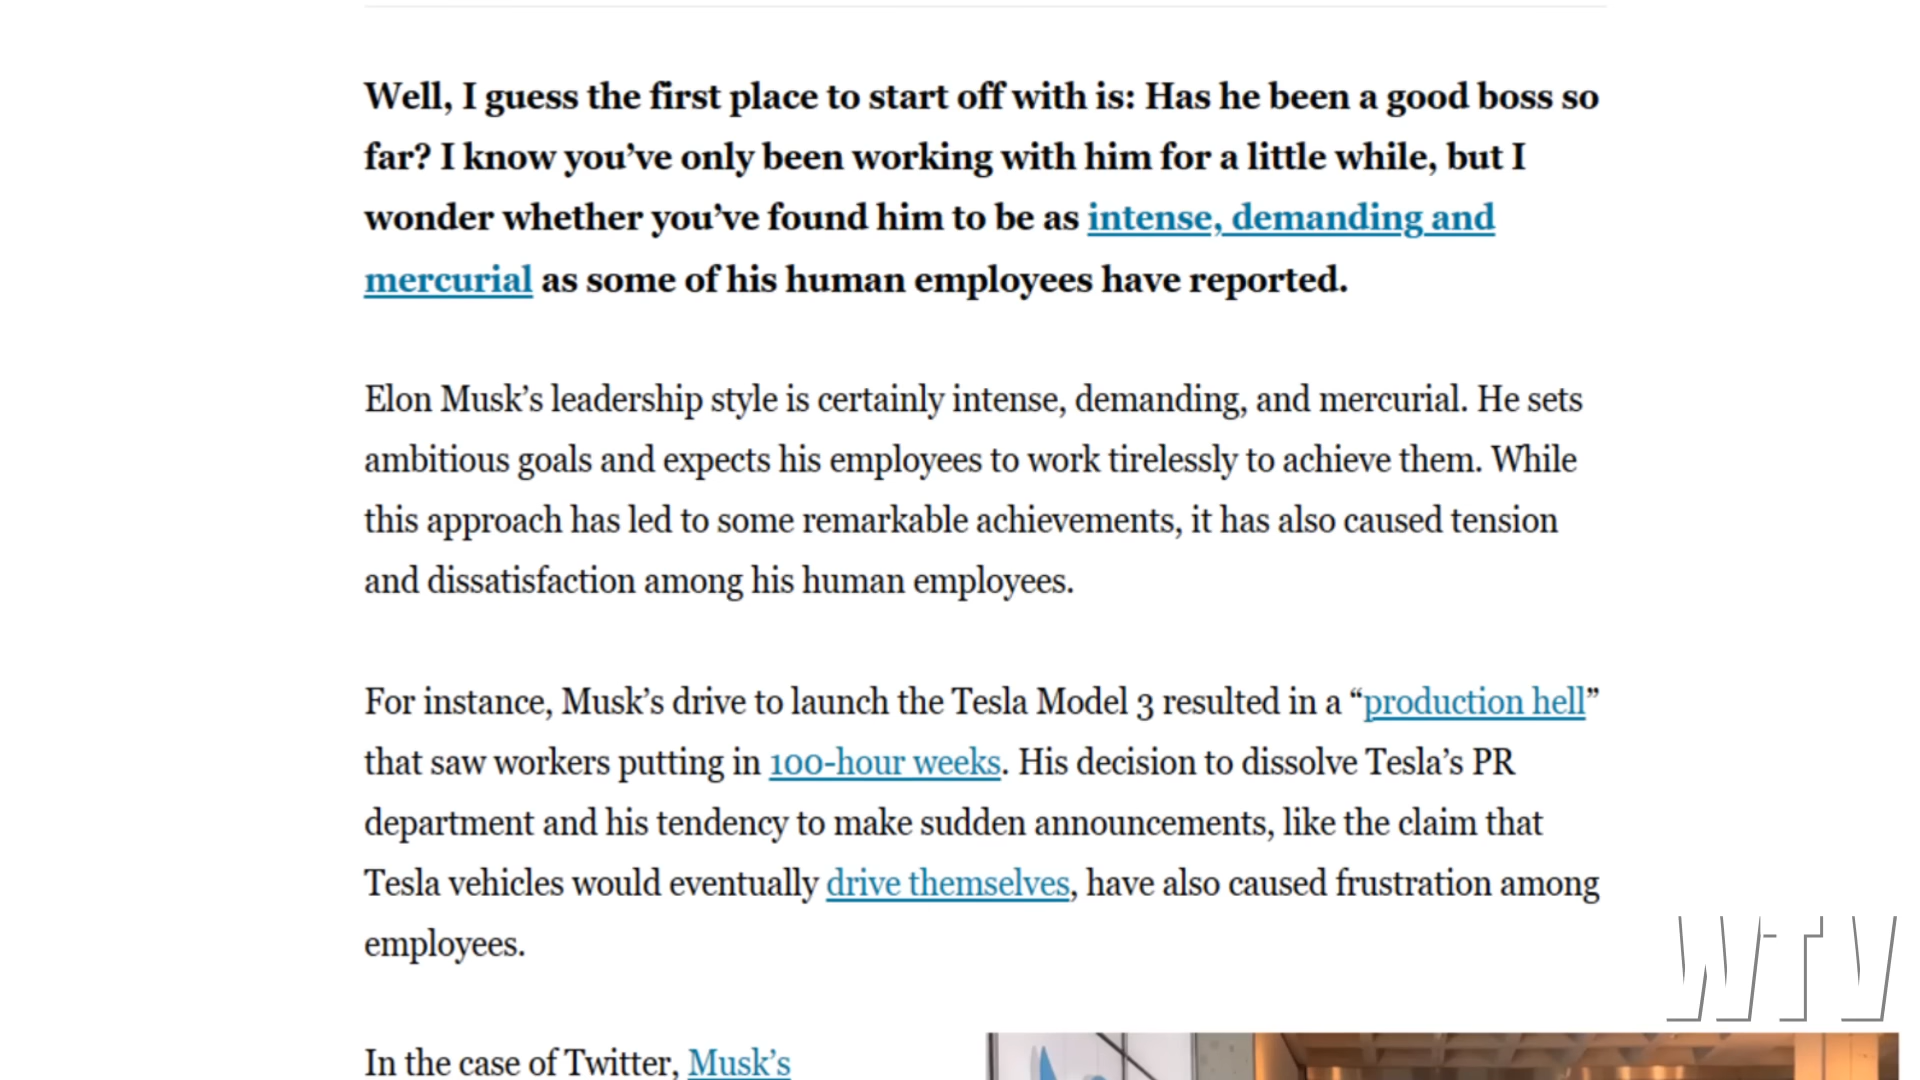 Well, I guess the first place to start off with is: Has he been a good boss so
far? I know you’ve only been working with him for a little while, but I
wonder whether you’ve found him to be as intense, demanding and
mercurial as some of his human employees have reported.
Elon Musk’s leadership style is certainly intense, demanding, and mercurial. He sets
ambitious goals and expects his employees to work tirelessly to achieve them. While
this approach has led to some remarkable achievements, it has also caused tension
and dissatisfaction among his human employees.
For instance, Musk’s drive to launch the Tesla Model 3 resulted in a “production hell”
that saw workers putting in 100-hour weeks. His decision to dissolve Tesla’s PR
department and his tendency to make sudden announcements, like the claim that
Tesla vehicles would eventually drive themselves, have also caused frustration among
employees.
WTV
In the case of Twitter, Musk’s